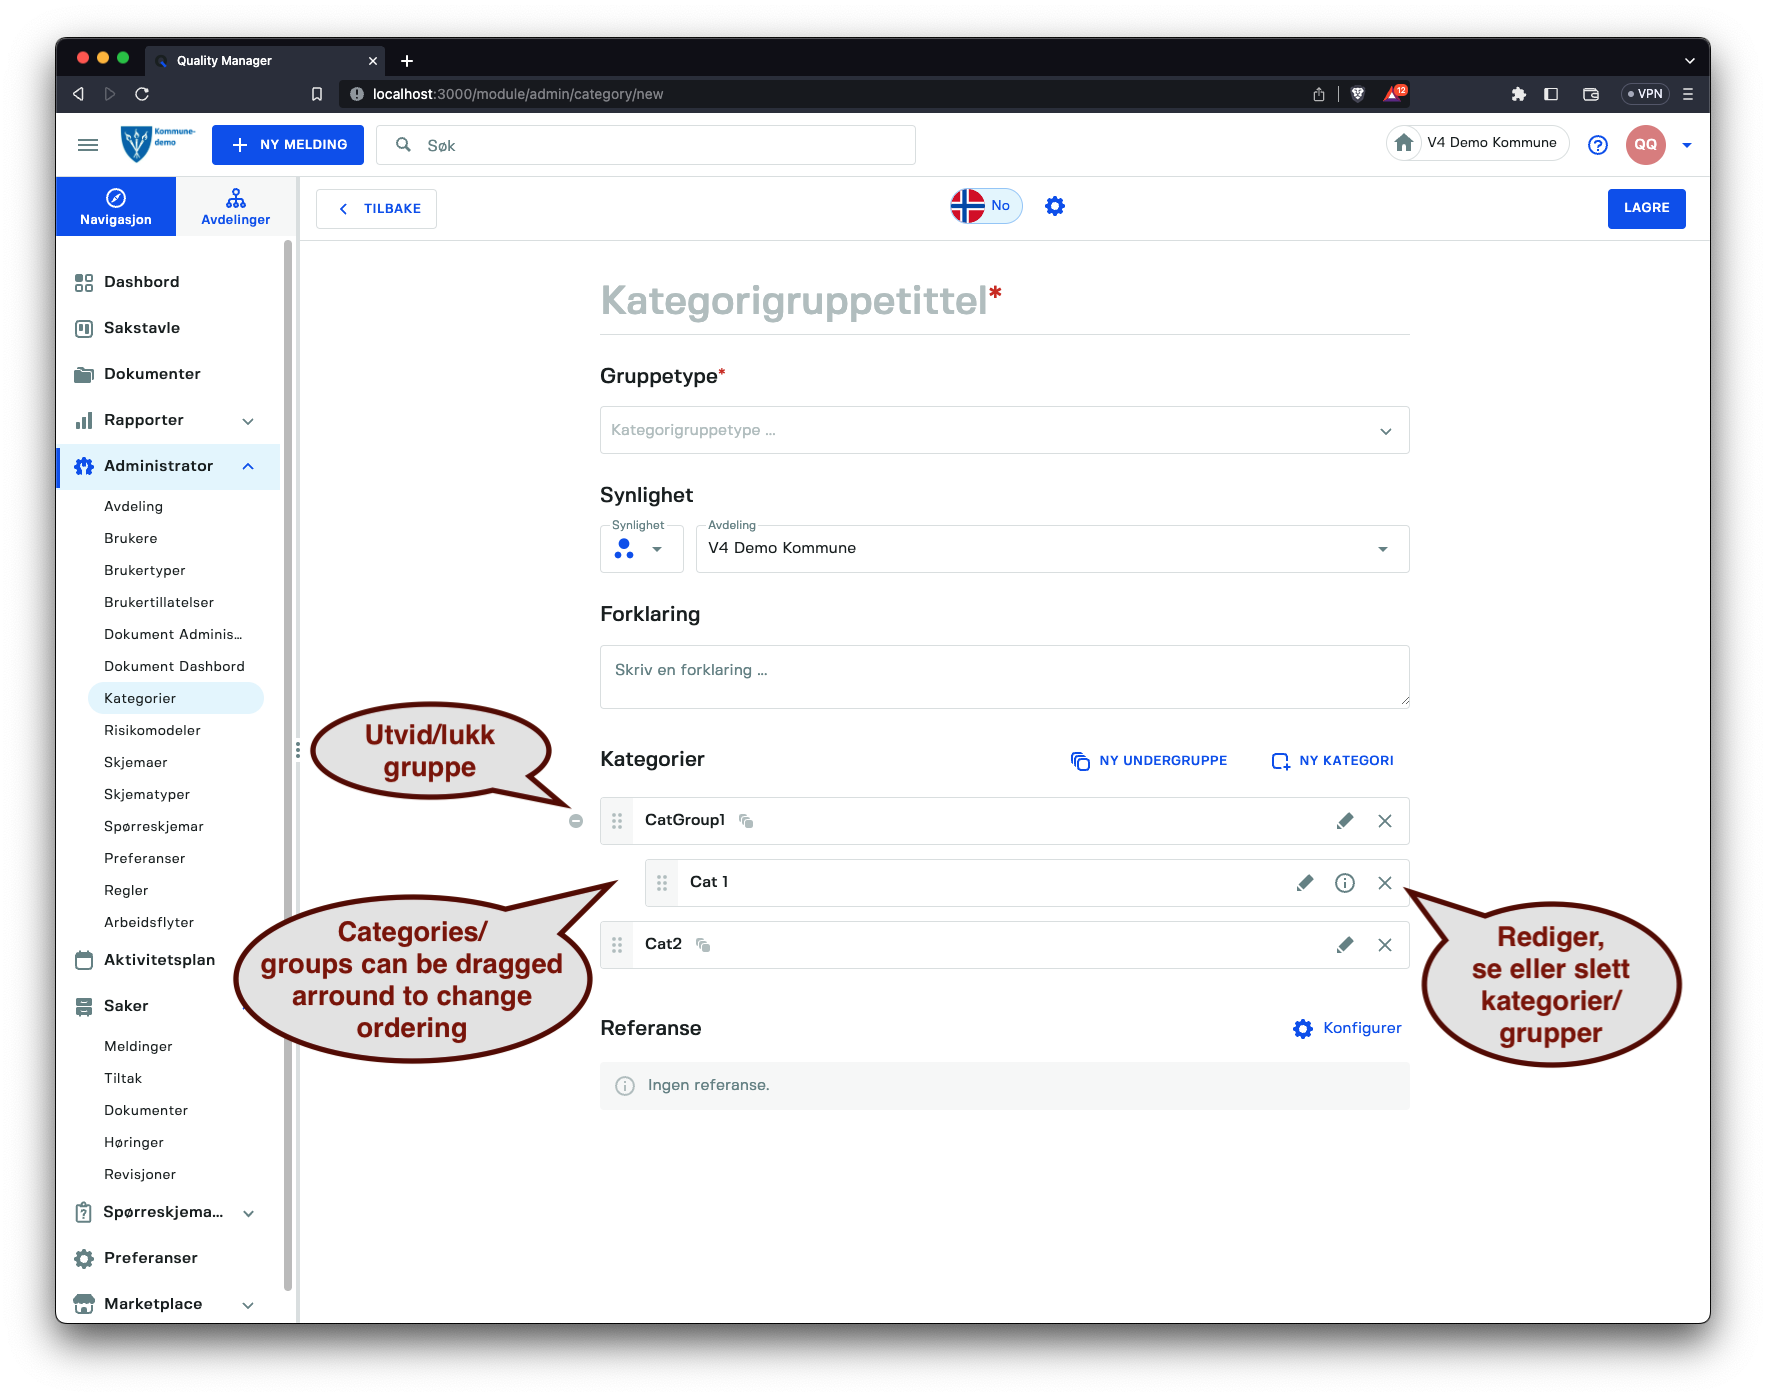 Quality Manager
localhost:3000/module/admin/category/new
12
VPN
Kommune-
demo
NY MELDING
Søk
V4 Demo Kommune
QQ
Navigasjon
Avdelinger
TILBAKE
No
LAGRE
Dashbord
Sakstavle
Dokumenter
Rapporter
Administrator
Avdeling
Brukere
Brukertyper
Brukertillatelser
Dokument Adminis...
Dokument Dashbord
Kategorier
Risikomodeler
Skjemaer
Skjematyper
Spørreskjemar
Preferanser
Regler
Arbeidsflyter
Aktivitetsplan
Saker
Meldinger
Tiltak
Dokumenter
Høringer
Revisjoner
Spørreskjema...
Preferanser
Marketplace
Kategorigruppetittel*
Gruppetype*
Kategorigruppetype ...
Synlighet
Synlighet
Avdeling
V4 Demo Kommune
Forklaring
Skriv en forklaring ...
Utvid/lukk
gruppe
Kategorier
NY UNDERGRUPPE
NY KATEGORI
CatGroup1
Cat 1
Cat2
Categories/
groups can be dragged
arround to change
ordering
Rediger,
se eller slett
kategorier/
grupper
Referanse
Konfigurer
Ingen referanse.